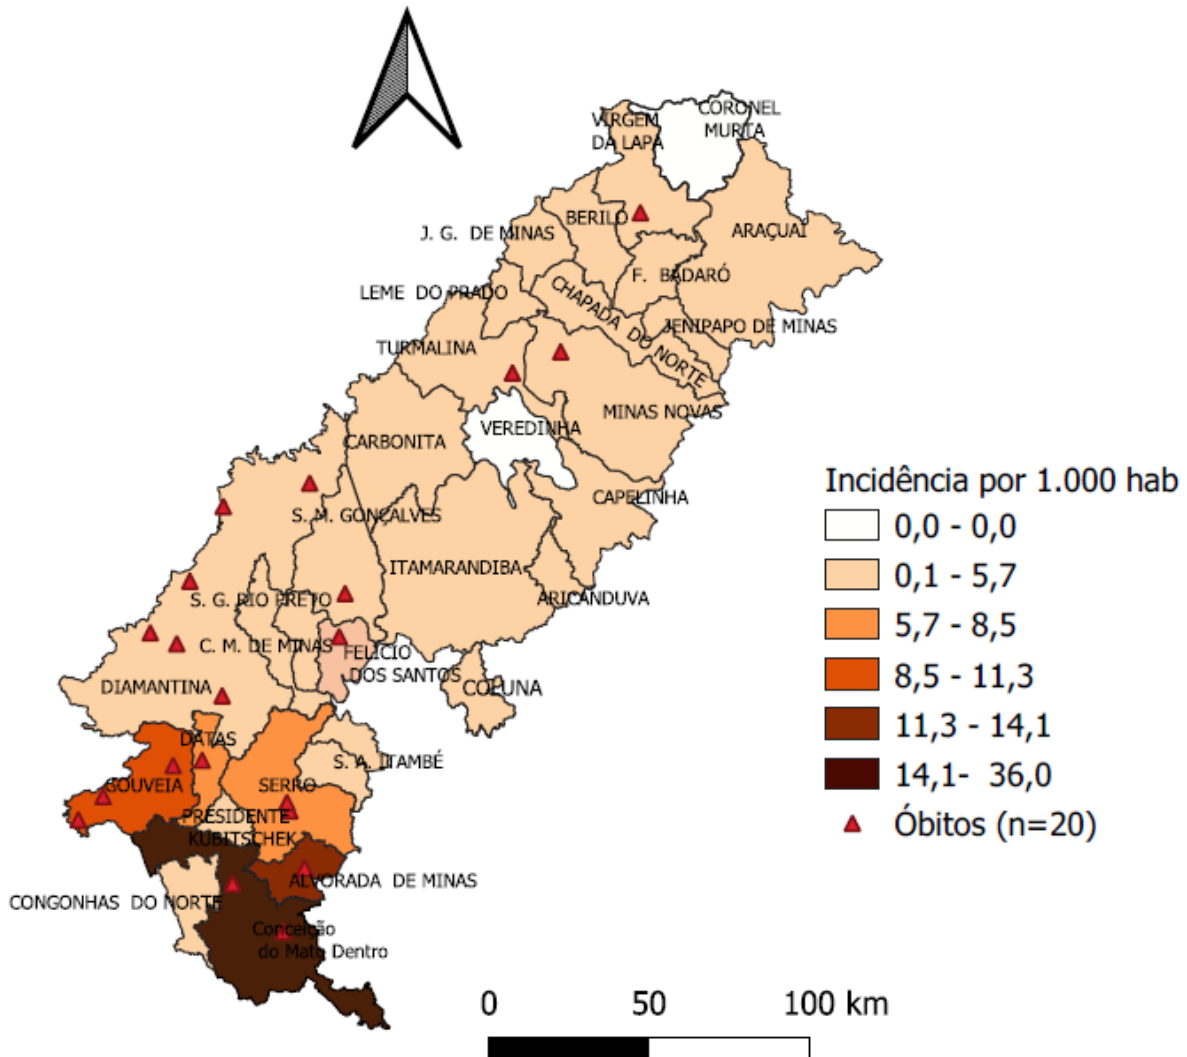 CORONEL
MURTA
VIRGEM
DA LAPA
BERILO
ARAÇUAÍ
J. G. DE MINAS
F. BADARÓ
LEME DO PRADO
CHAPADA DO NORTE
JENIPAPO DE MINAS
TURMALINA
MINAS NOVAS
VEREDINHA
CARBONITA
CAPELINHA
S. M. GONÇALVES
ITAMARANDIBA
ARICANDUVA
S. G. RIO PRETO
C. M. DE MINAS
FELICIO
DOS SANTOS
DIAMANTINA
COLUNA
DATAS
S. A. ITAMBÉ
GOUVEIA
SERRO
PRESIDENTE
KUBITSCHEK
ALVORADA DE MINAS
CONGONHAS DO NORTE
Conceição
do Mato Dentro
Incidência por 1.000 hab
0,0 - 0,0
0,1 - 5,7
5,7 - 8,5
8,5 - 11,3
11,3 - 14,1
14,1- 36,0
Óbitos (n=20)
0 50 100 km